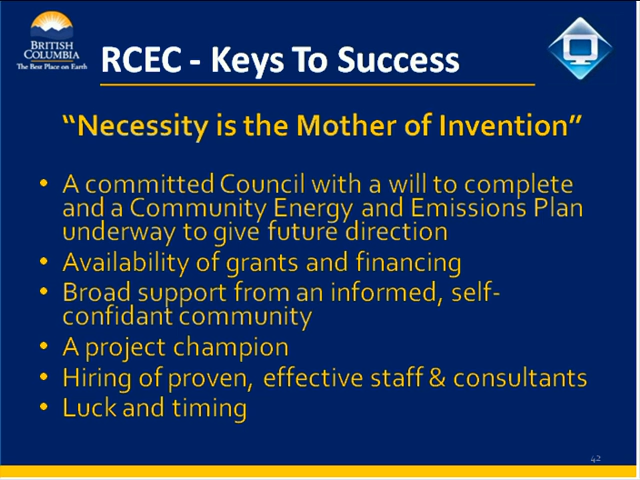 BRITISH
COLUMBIA
The Best Place on Earth
RCEC - Keys To Success
“Necessity is the Mother of Invention”
• A committed Council with a will to complete
and a Community Energy and Emissions Plan
underway to give future direction
• Availability of grants and financing
• Broad support from an informed, self-
confidant community
• A project champion
• Hiring of proven, effective staff & consultants
• Luck and timing
42